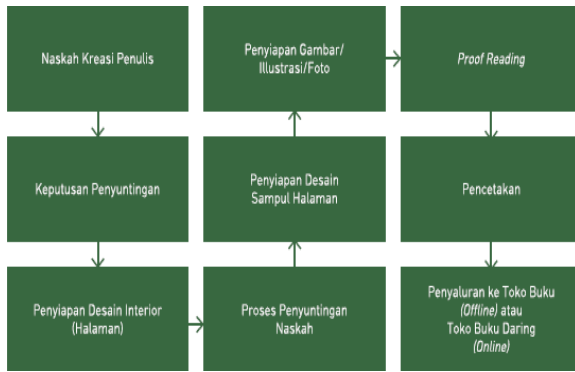 Naskah Kreasi Penulis
Keputusan Penyuntingan
Penyiapan Desain Interior
(Halaman)
Proses Penyuntingan
Naskah
Penyiapan Desain
Sampul Halaman
Penyiapan Gambar/
Illustrasi/Foto
Proof Reading
Pencetakan
Penyaluran ke Toko Buku
(Offline) atau
Toko Buku Daring
(Online)